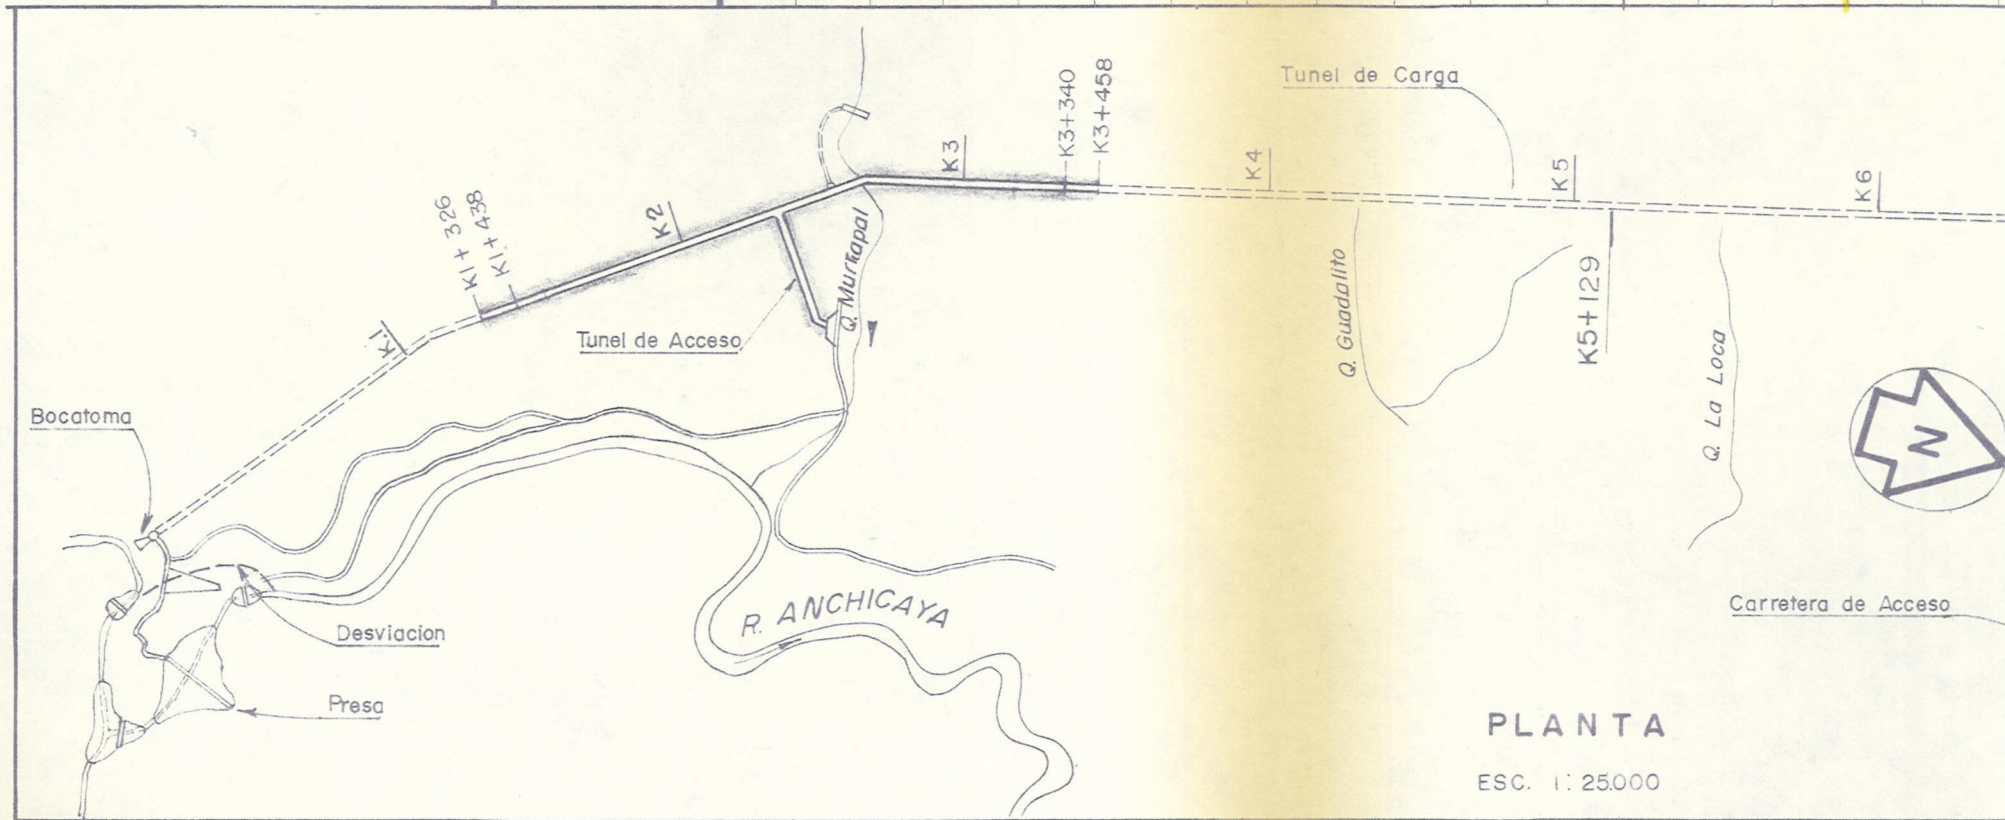 Tunel de Carga
K3+340
K3+458
K3
K4
K5
K6
K1+326
K1+438
K2
K1
Q. Murrapal
Tunel de Acceso
Q. Guadalito
K5+129
Q. La Loca
N
Bocatoma
R. ANCHICAYA
Carretera de Acceso
Desviacion
Presa
PLANTA
ESC. 1:25.000